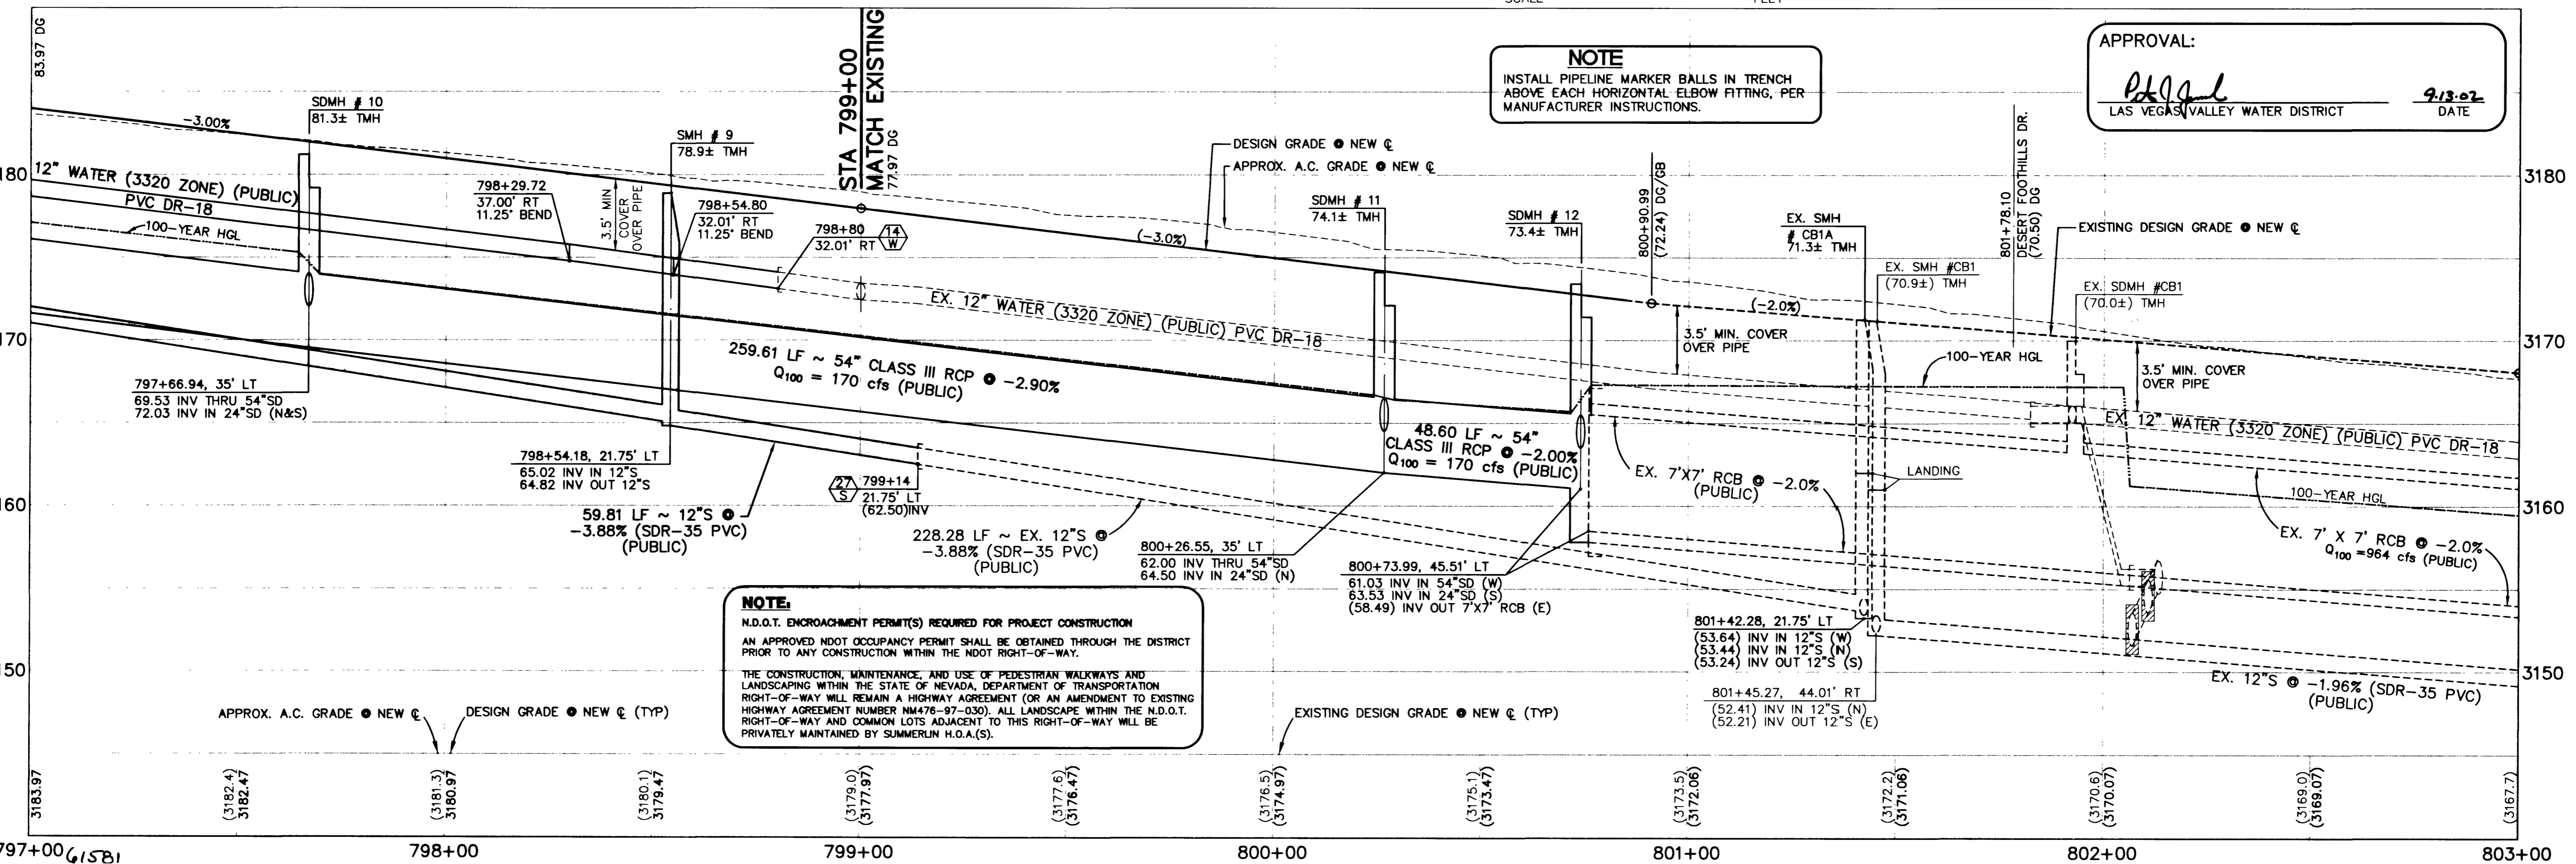 SCALE
FEET
83.97 DG
-3.00%
SDMH # 10
81.3± TMH
SMH # 9
78.9± TMH
STA 799+00
MATCH EXISTING
77.97 DG
NOTE
INSTALL PIPELINE MARKER BALLS IN TRENCH
ABOVE EACH HORIZONTAL ELBOW FITTING, PER
MANUFACTURER INSTRUCTIONS.
APPROVAL:
9.13.02
LAS VEGAS VALLEY WATER DISTRICT
DATE
DESIGN GRADE @ NEW ℄
APPROX. A.C. GRADE @ NEW ℄
180
12" WATER (3320 ZONE) (PUBLIC)
PVC DR-18
100-YEAR HGL
798+29.72
37.00' RT
11.25° BEND
3.5' MIN
COVER
OVER PIPE
798+54.80
32.01' RT
11.25° BEND
798+80
32.01' RT
14
W
(-3.0%)
SDMH # 11
74.1± TMH
SDMH # 12
73.4± TMH
800+90.99
(72.24) DG/GB
EX. SMH
# CB1A
71.3± TMH
EX. SMH #CB1
(70.9±) TMH
801+78.10
DESERT FOOTHILLS DR.
(70.50) DG
EXISTING DESIGN GRADE @ NEW ℄
EX. SDMH #CB1
(70.0±) TMH
3180
EX. 12" WATER (3320 ZONE) (PUBLIC) PVC DR-18
(-2.0%)
3.5' MIN. COVER
OVER PIPE
100-YEAR HGL
3.5' MIN. COVER
OVER PIPE
170
3170
259.61 LF ~ 54" CLASS III RCP @ -2.90%
Q100 = 170 cfs (PUBLIC)
797+66.94, 35' LT
69.53 INV THRU 54"SD
72.03 INV IN 24"SD (N&S)
798+54.18, 21.75' LT
65.02 INV IN 12"S
64.82 INV OUT 12"S
27
S
799+14
21.75' LT
(62.50)INV
48.60 LF ~ 54"
CLASS III RCP @ -2.00%
Q100 = 170 cfs (PUBLIC)
EX. 12" WATER (3320 ZONE) (PUBLIC) PVC DR-18
EX. 7'X7' RCB @ -2.0%
(PUBLIC)
LANDING
100-YEAR HGL
160
3160
59.81 LF ~ 12"S @
-3.88% (SDR-35 PVC)
(PUBLIC)
228.28 LF ~ EX. 12"S @
-3.88% (SDR-35 PVC)
(PUBLIC)
800+26.55, 35' LT
62.00 INV THRU 54"SD
64.50 INV IN 24"SD (N)
800+73.99, 45.51' LT
61.03 INV IN 54"SD (W)
63.53 INV IN 24"SD (S)
(58.49) INV OUT 7'X7' RCB (E)
EX. 7' X 7' RCB @ -2.0%
Q100 =964 cfs (PUBLIC)
801+42.28, 21.75' LT
(53.64) INV IN 12"S (W)
(53.44) INV IN 12"S (N)
(53.24) INV OUT 12"S (S)
801+45.27, 44.01' RT
(52.41) INV IN 12"S (N)
(52.21) INV OUT 12"S (E)
EX. 12"S @ -1.96% (SDR-35 PVC)
(PUBLIC)
150
3150
NOTE:
N.D.O.T. ENCROACHMENT PERMIT(S) REQUIRED FOR PROJECT CONSTRUCTION
AN APPROVED NDOT OCCUPANCY PERMIT SHALL BE OBTAINED THROUGH THE DISTRICT
PRIOR TO ANY CONSTRUCTION WITHIN THE NDOT RIGHT-OF-WAY.
THE CONSTRUCTION, MAINTENANCE, AND USE OF PEDESTRIAN WALKWAYS AND
LANDSCAPING WITHIN THE STATE OF NEVADA, DEPARTMENT OF TRANSPORTATION
RIGHT-OF-WAY WILL REMAIN A HIGHWAY AGREEMENT (OR AN AMENDMENT TO EXISTING
HIGHWAY AGREEMENT NUMBER NM476-97-030). ALL LANDSCAPE WITHIN THE N.D.O.T.
RIGHT-OF-WAY AND COMMON LOTS ADJACENT TO THIS RIGHT-OF-WAY WILL BE
PRIVATELY MAINTAINED BY SUMMERLIN H.O.A.(S).
APPROX. A.C. GRADE @ NEW ℄
DESIGN GRADE @ NEW ℄ (TYP)
EXISTING DESIGN GRADE @ NEW ℄ (TYP)
3183.97
(3182.4)
3182.47
(3181.3)
3180.97
(3180.1)
3179.47
(3179.0)
(3177.97)
(3177.6)
(3176.47)
(3176.5)
(3174.97)
(3175.1)
(3173.47)
(3173.5)
(3172.06)
(3172.2)
(3171.06)
(3170.6)
(3170.07)
(3169.0)
(3169.07)
(3167.7)
797+00
61581
798+00
799+00
800+00
801+00
802+00
803+00